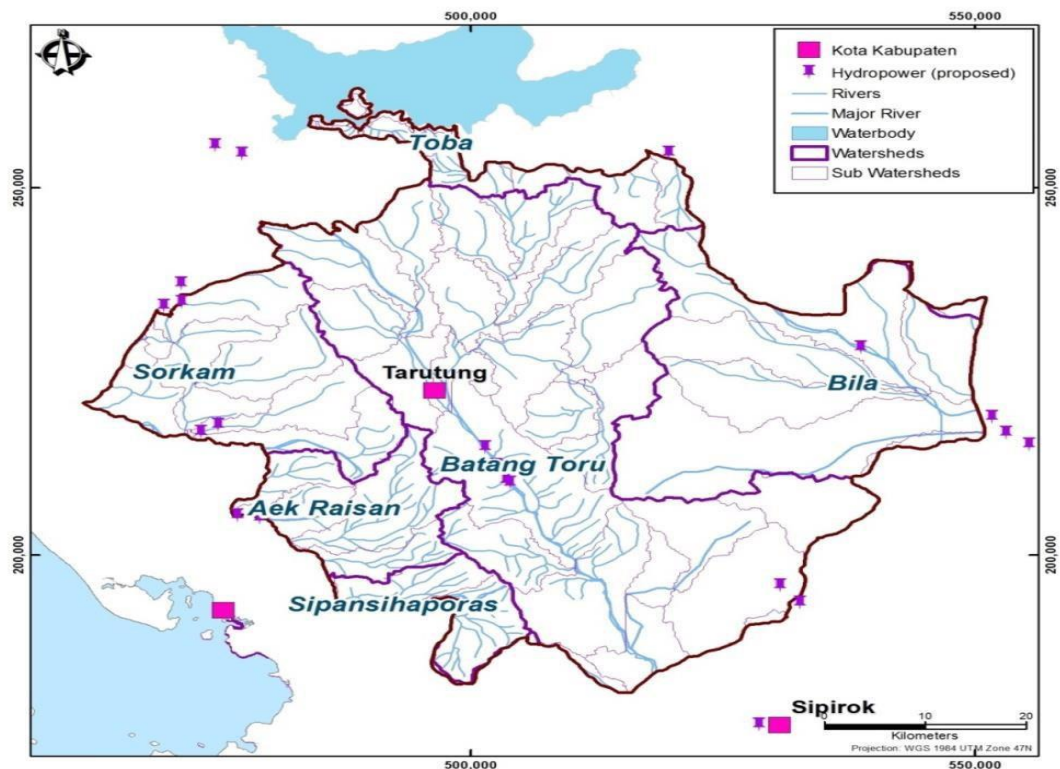 500,000
550,000
Kota Kabupaten
Hydropower (proposed)
Rivers
Major River
Waterbody
Watersheds
Sub Watersheds
Toba
250,000
250,000
Sorkam
Tarutung
Bila
Batang Toru
Aek Raisan
200,000
200,000
Sipansihaporas
Sipirok
0 10 20
Kilometers
Projection: WGS 1984 UTM Zone 47N
500,000
550,000